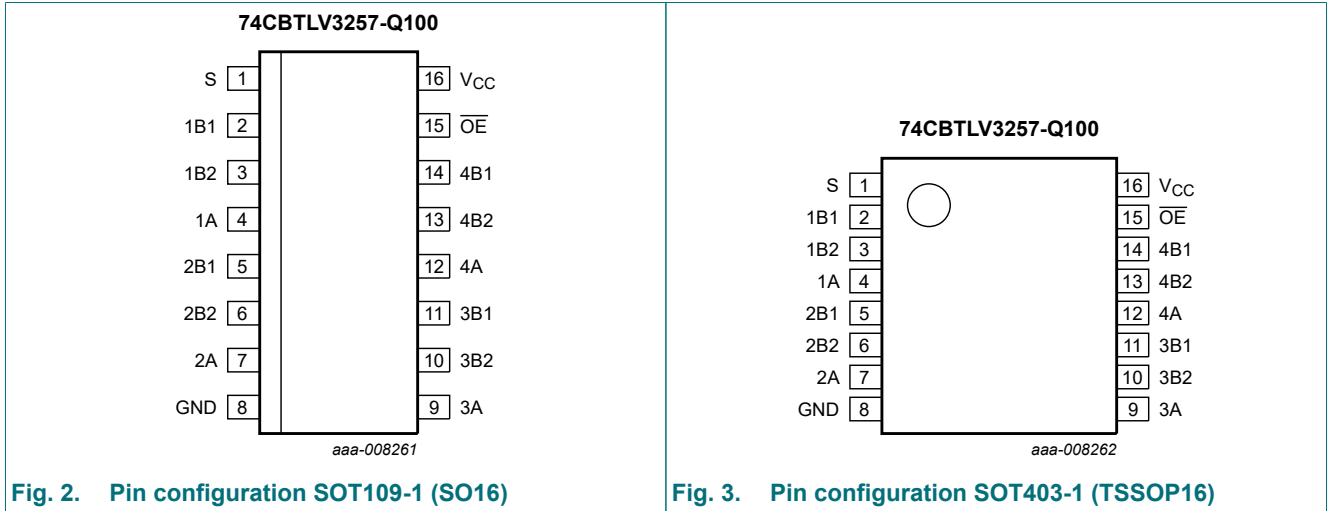 74CBTLV3257-Q100
S 1 16 VCC
1B1 2 15 OE
1B2 3 14 4B1
1A 4 13 4B2
2B1 5 12 4A
2B2 6 11 3B1
2A 7 10 3B2
GND 8 9 3A
aaa-008261
Fig. 2. Pin configuration SOT109-1 (SO16)
74CBTLV3257-Q100
S 1 16 VCC
1B1 2 15 OE
1B2 3 14 4B1
1A 4 13 4B2
2B1 5 12 4A
2B2 6 11 3B1
2A 7 10 3B2
GND 8 9 3A
aaa-008262
Fig. 3. Pin configuration SOT403-1 (TSSOP16)